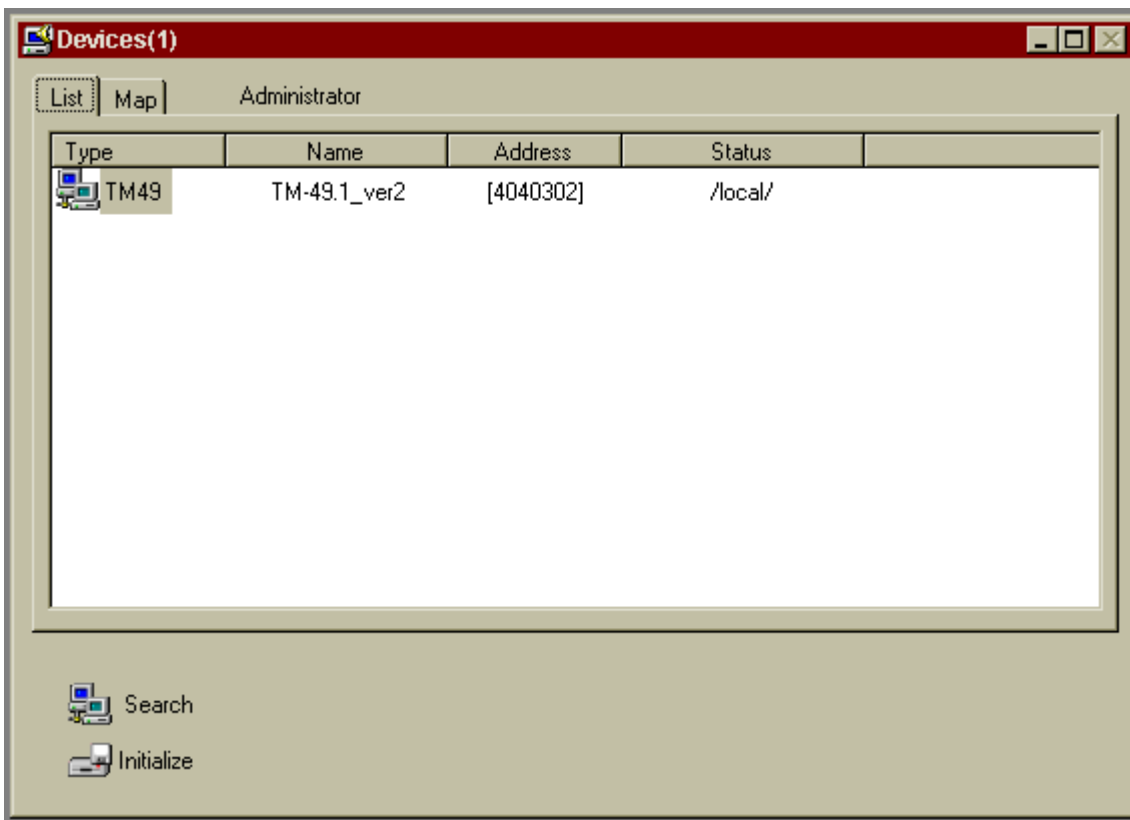 Devices(1)
List Map Administrator
Type Name Address Status
TM49 TM-49.1_ver2 [4040302] /local/
Search
Initialize